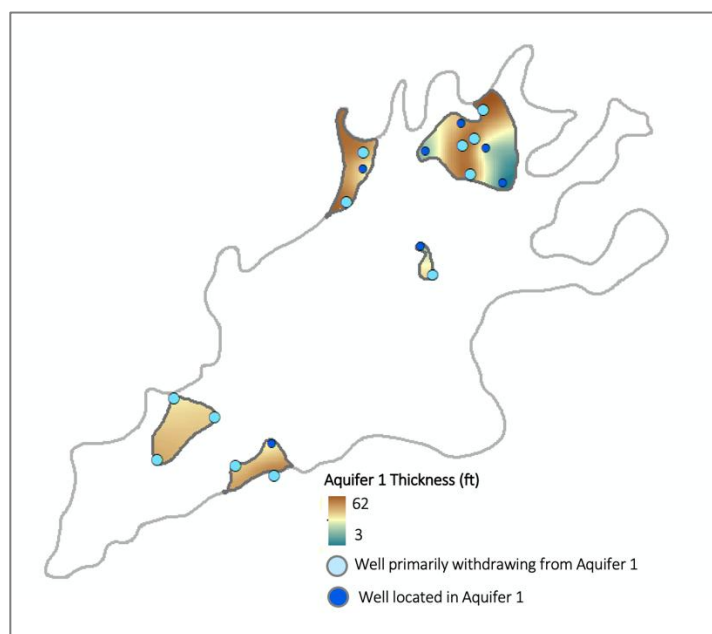 Aquifer 1 Thickness (ft)
62
3
Well primarily withdrawing from Aquifer 1
Well located in Aquifer 1